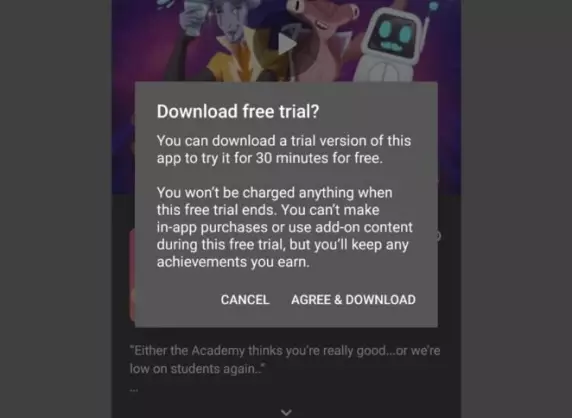 Download free trial?
You can download a trial version of this
app to try it for 30 minutes for free.
You won't be charged anything when
this free trial ends. You can't make
in-app purchases or use add-on content
during this free trial, but you'll keep any
achievements you earn.
CANCEL AGREE & DOWNLOAD
"Either the Academy thinks you're really good...or we're
low on students again.."
...